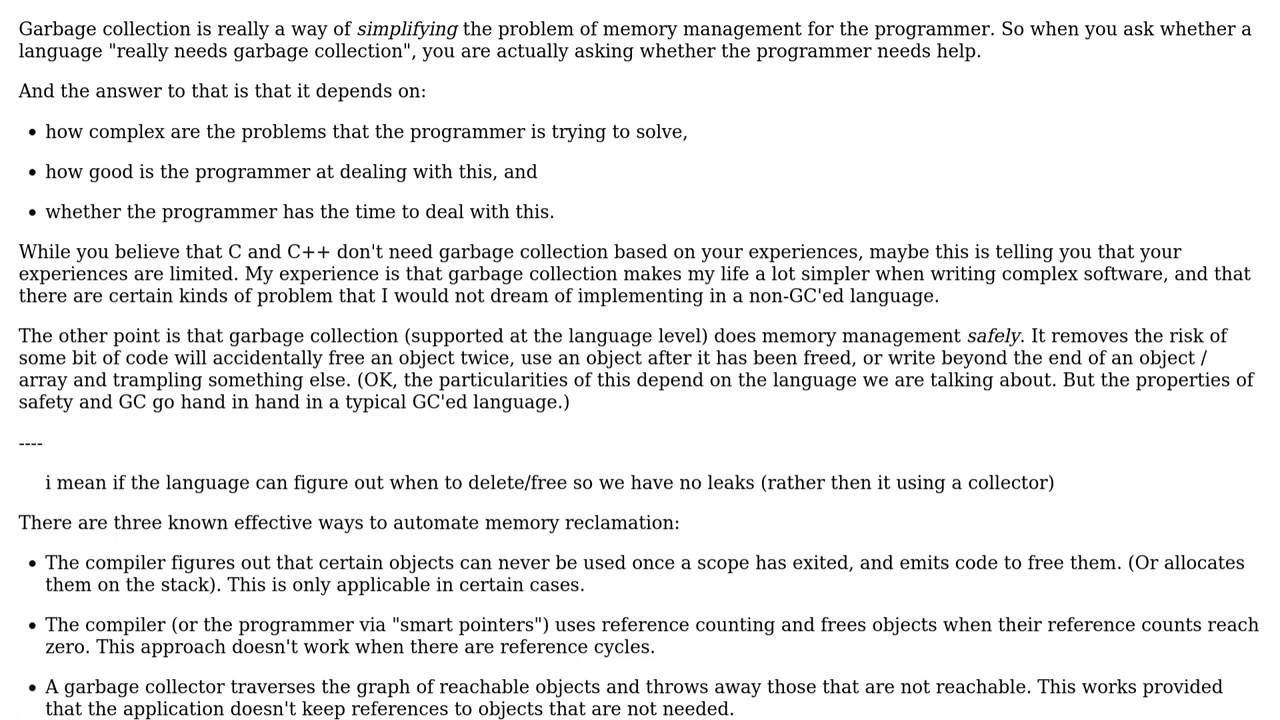 Garbage collection is really a way of simplifying the problem of memory management for the programmer. So when you ask whether a
language "really needs garbage collection", you are actually asking whether the programmer needs help.
And the answer to that is that it depends on:
• how complex are the problems that the programmer is trying to solve,
• how good is the programmer at dealing with this, and
• whether the programmer has the time to deal with this.
While you believe that C and C++ don't need garbage collection based on your experiences, maybe this is telling you that your
experiences are limited. My experience is that garbage collection makes my life a lot simpler when writing complex software, and that
there are certain kinds of problem that I would not dream of implementing in a non-GC'ed language.
The other point is that garbage collection (supported at the language level) does memory management safely. It removes the risk of
some bit of code will accidentally free an object twice, use an object after it has been freed, or write beyond the end of an object /
array and trampling something else. (OK, the particularities of this depend on the language we are talking about. But the properties of
safety and GC go hand in hand in a typical GC'ed language.)
----
i mean if the language can figure out when to delete/free so we have no leaks (rather then it using a collector)
There are three known effective ways to automate memory reclamation:
• The compiler figures out that certain objects can never be used once a scope has exited, and emits code to free them. (Or allocates
them on the stack). This is only applicable in certain cases.
• The compiler (or the programmer via "smart pointers") uses reference counting and frees objects when their reference counts reach
zero. This approach doesn't work when there are reference cycles.
• A garbage collector traverses the graph of reachable objects and throws away those that are not reachable. This works provided
that the application doesn't keep references to objects that are not needed.